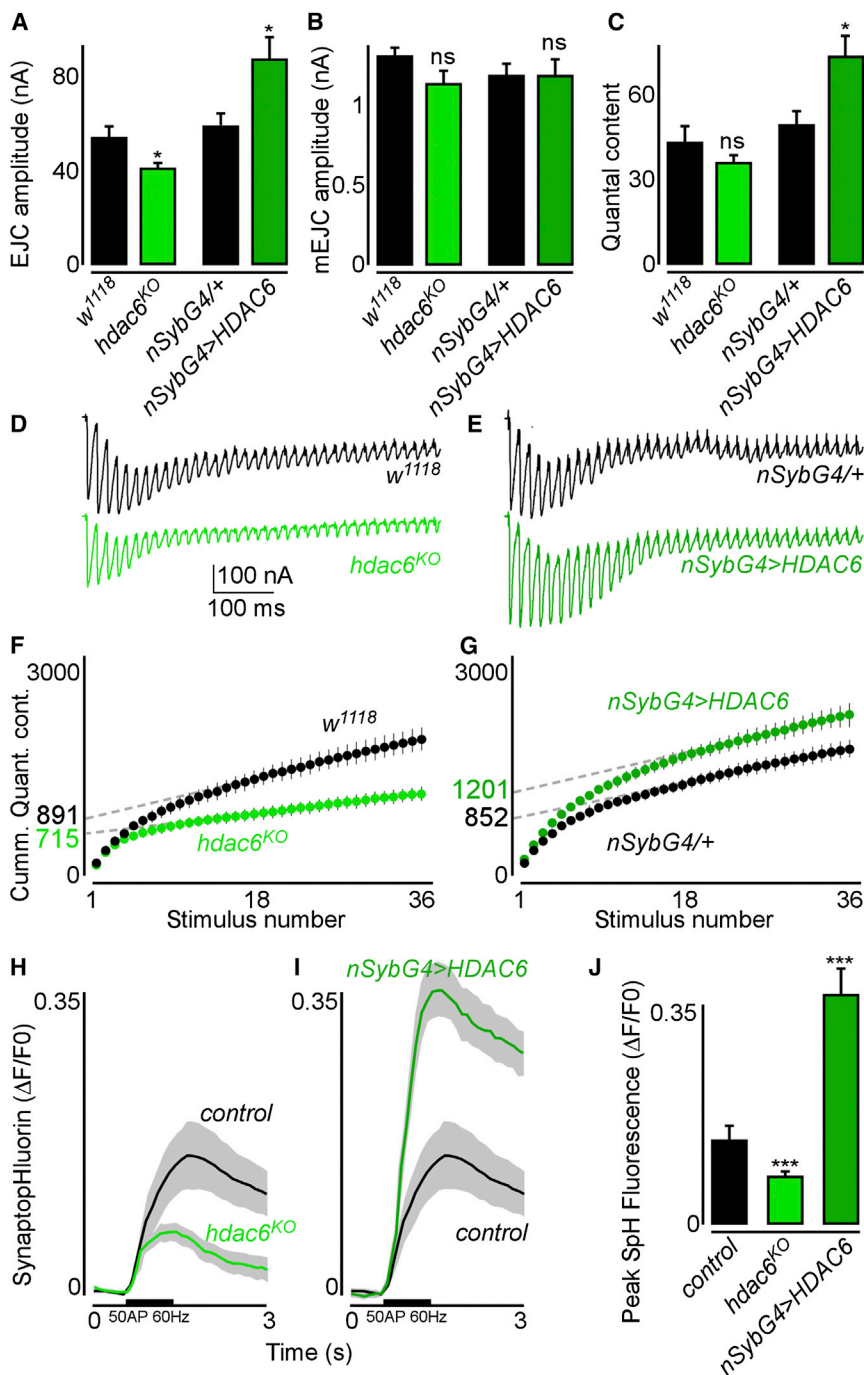 A
B
C
EJC amplitude (nA)
80
40
0
*
*
w1118
hdac6KO
nSybG4/+
nSybG4>HDAC6
mEJC amplitude (nA)
1
0.5
0
ns
ns
w1118
hdac6KO
nSybG4/+
nSybG4>HDAC6
Quantal content
60
30
0
ns
*
w1118
hdac6KO
nSybG4/+
nSybG4>HDAC6
D
w1118
hdac6KO
100 nA
100 ms
E
nSybG4/+
nSybG4>HDAC6
F
Cumm. Quant. cont.
3000
891
715
0
w1118
hdac6KO
1
18
36
Stimulus number
G
3000
1201
852
0
nSybG4>HDAC6
nSybG4/+
1
18
36
Stimulus number
H
SynaptopHluorin (ΔF/F0)
0.35
0
control
hdac6KO
0
50AP 60Hz
3
I
nSybG4>HDAC6
0.35
0
control
0
50AP 60Hz
3
Time (s)
J
Peak SpH Fluorescence (ΔF/F0)
0.35
0
***
***
control
hdac6KO
nSybG4>HDAC6